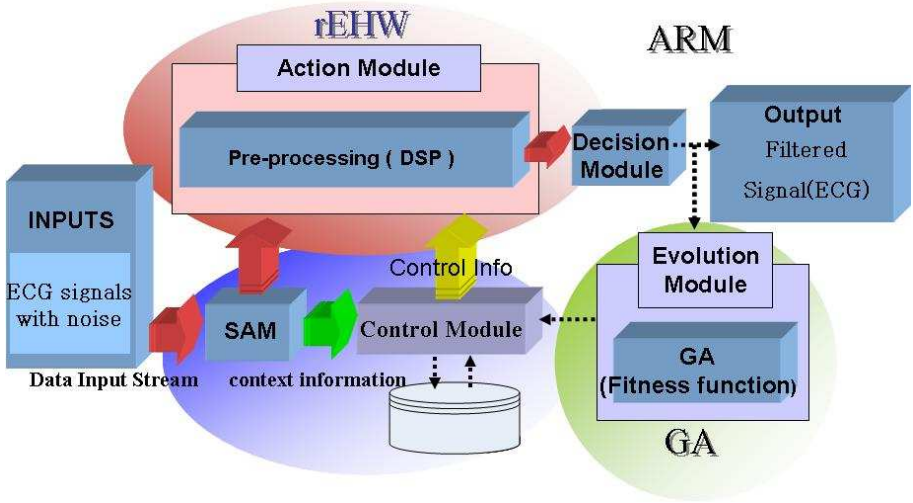 rEHW
ARM
Action Module
Pre-processing ( DSP )
Decision
Module
Output
Filtered
Signal(ECG)
INPUTS
ECG signals
with noise
Data Input Stream
SAM
context information
Control Info
Control Module
Evolution
Module
GA
(Fitness function)
GA